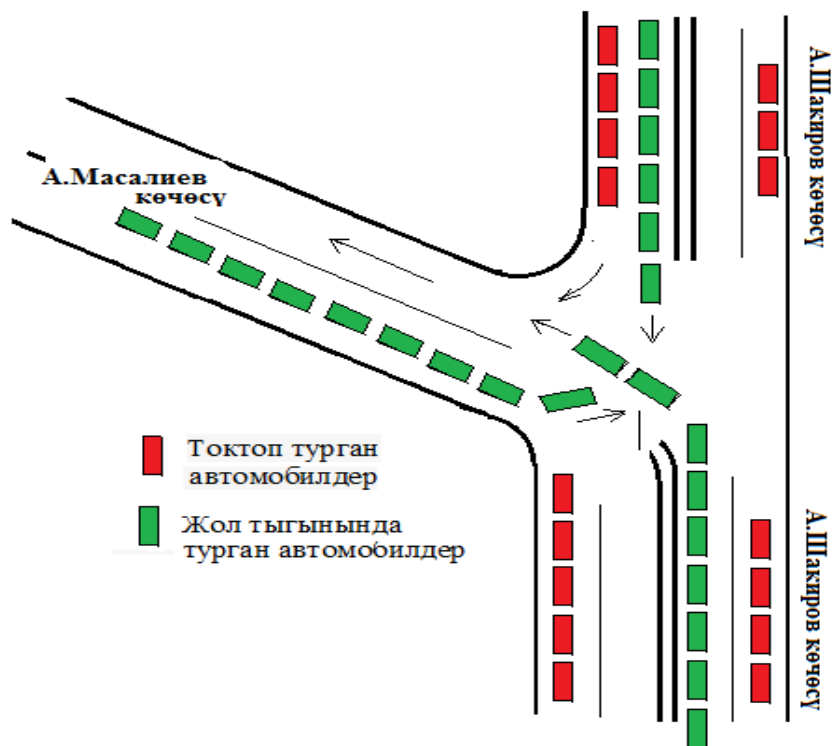 А.Шакиров көчөсү
А.Масалиев
көчөсү
Токтоп турган
автомобилдер
Жол тыгынында
турган автомобилдер
А.Шакиров көчөсү